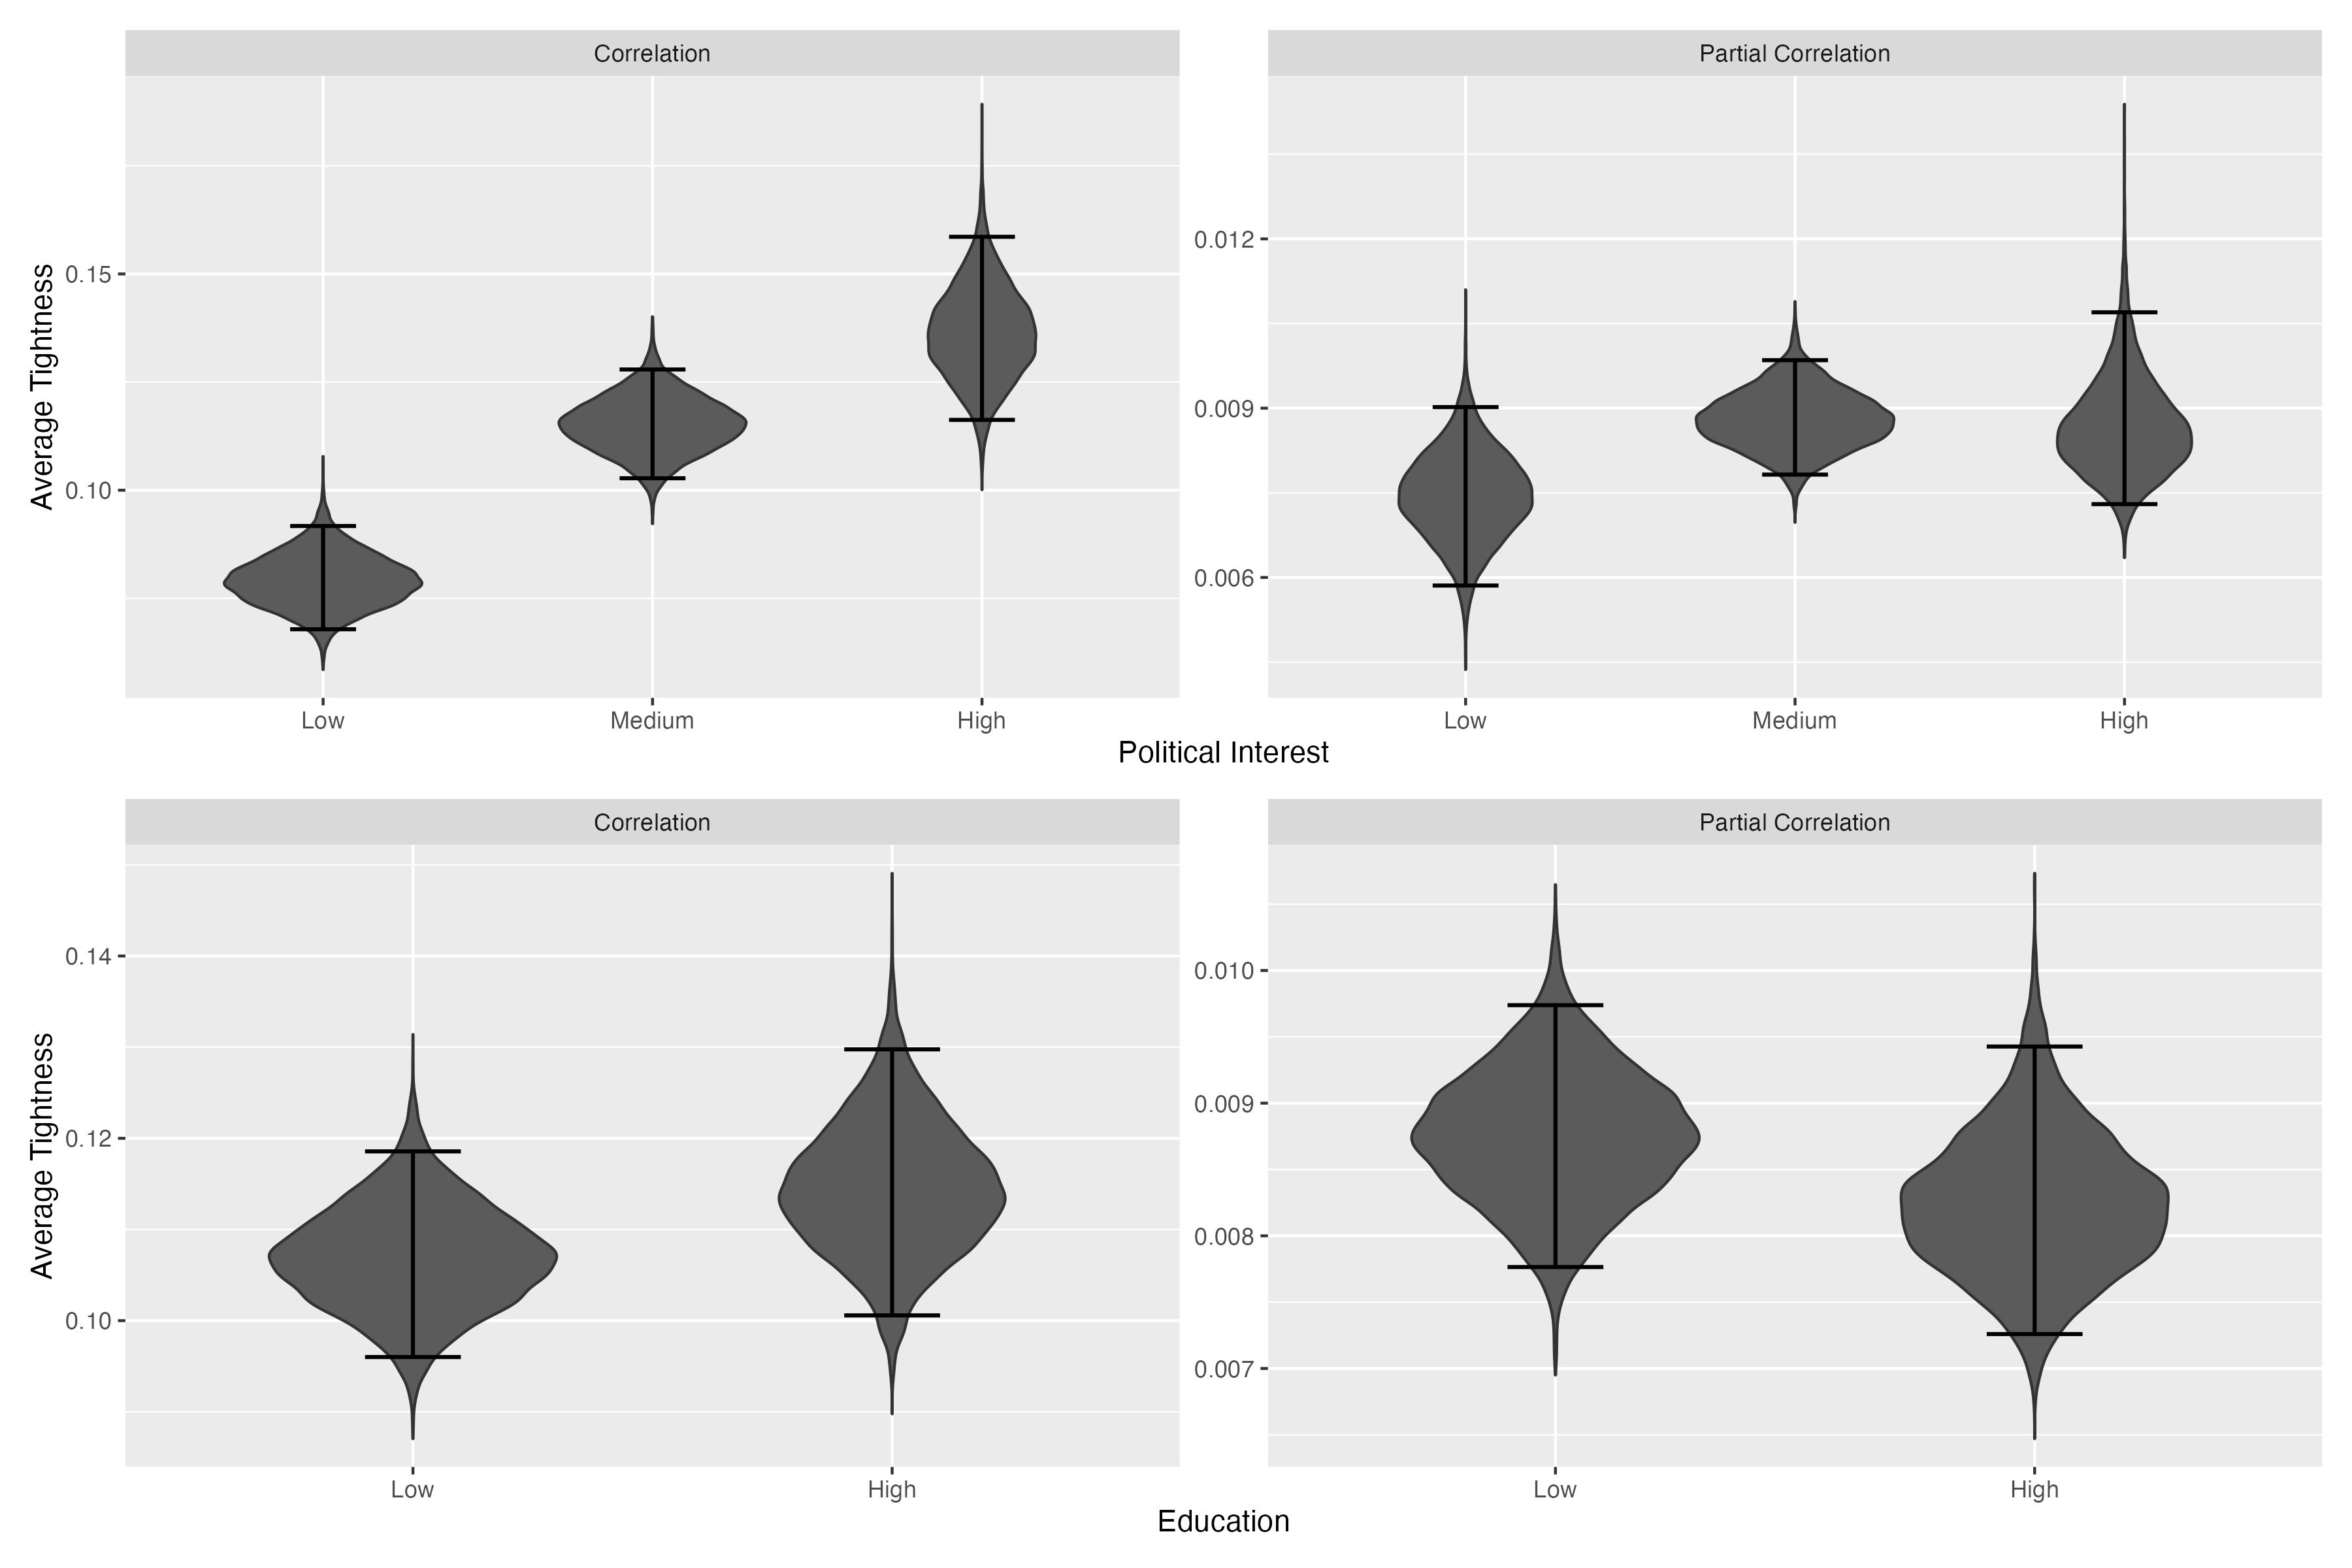 Correlation
Partial Correlation
Average Tightness
0.15
0.10
0.012
0.009
0.006
Low
Medium
High
Low
Medium
High
Political Interest
Correlation
Partial Correlation
Average Tightness
0.14
0.12
0.10
0.010
0.009
0.008
0.007
Low
High
Low
High
Education